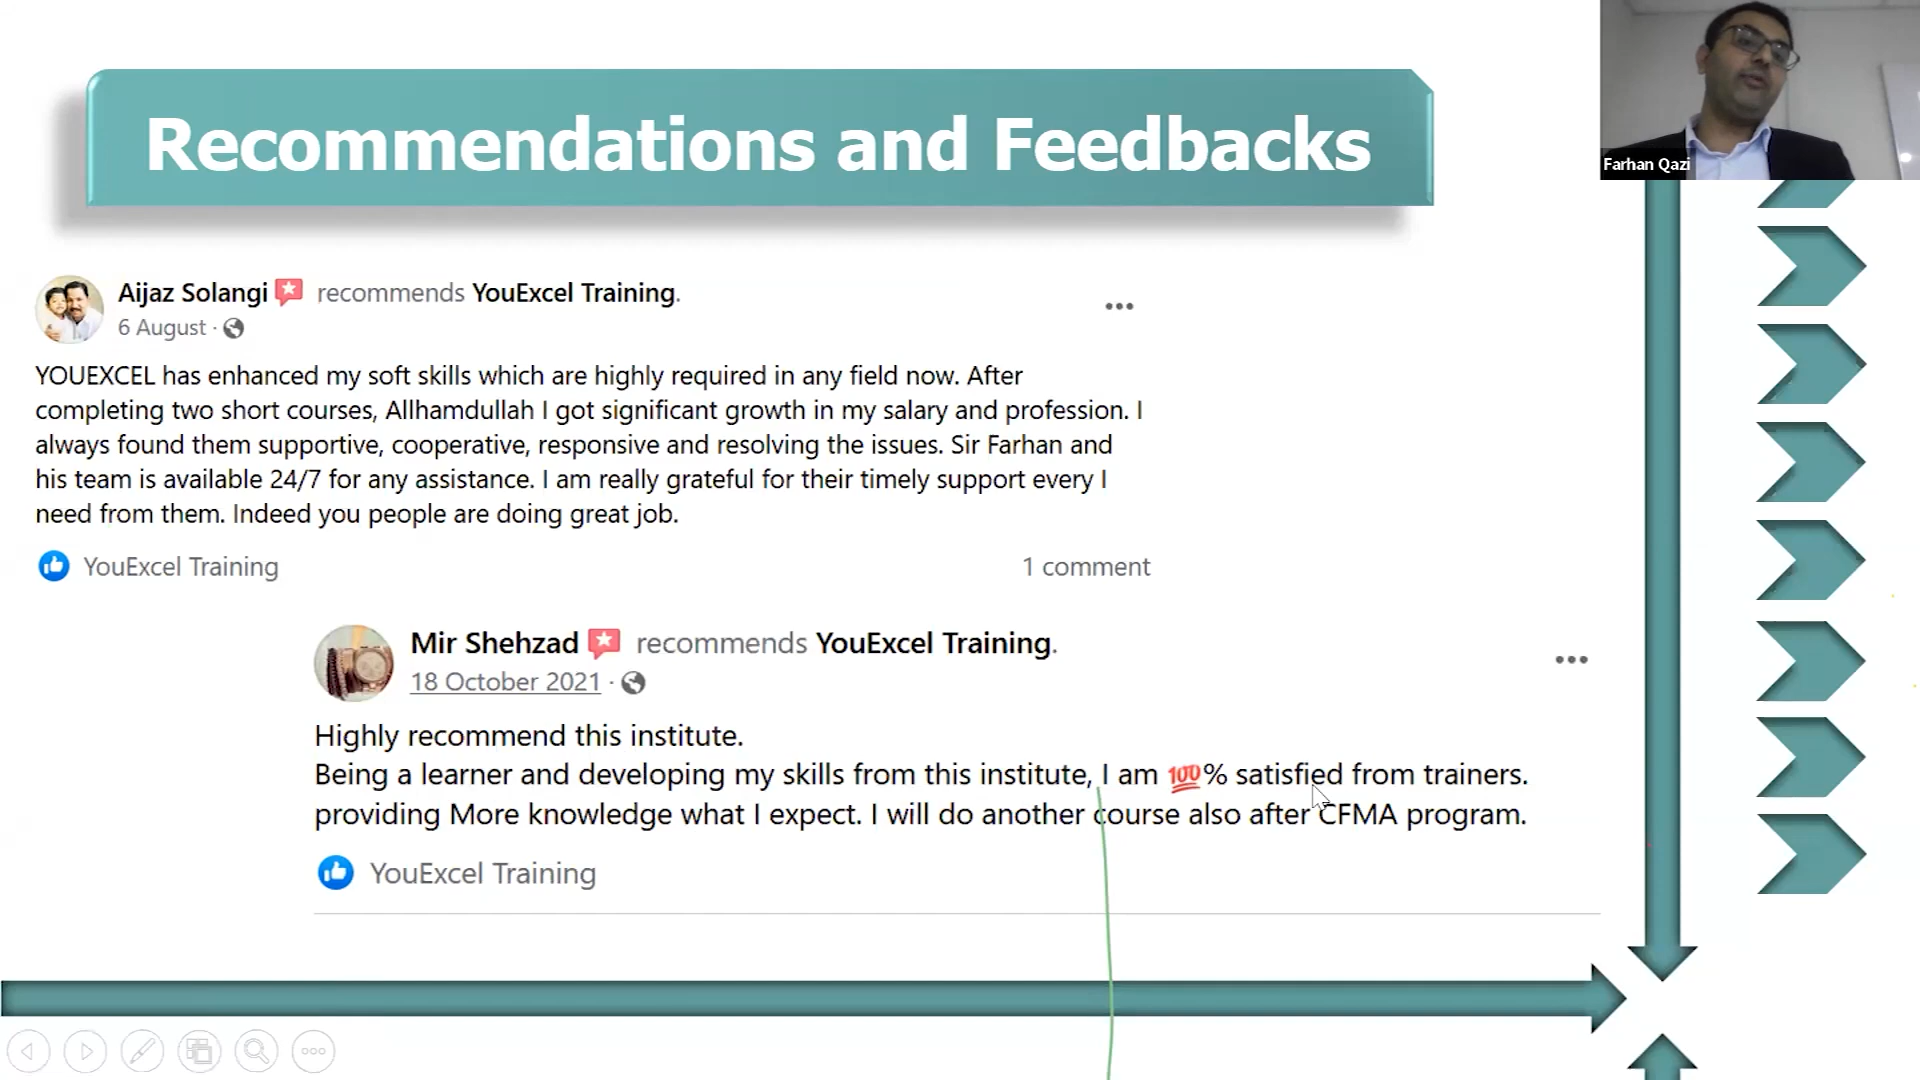 Recommendations and Feedbacks
Farhan Qazi
Aijaz Solangi recommends YouExcel Training.
6 August ·
YOUEXCEL has enhanced my soft skills which are highly required in any field now. After
completing two short courses, Allhamdullah I got significant growth in my salary and profession. I
always found them supportive, cooperative, responsive and resolving the issues. Sir Farhan and
his team is available 24/7 for any assistance. I am really grateful for their timely support every I
need from them. Indeed you people are doing great job.
YouExcel Training 1 comment
Mir Shehzad recommends YouExcel Training.
18 October 2021 ·
Highly recommend this institute.
Being a learner and developing my skills from this institute, I am 💯% satisfied from trainers.
providing More knowledge what I expect. I will do another course also after CFMA program.
YouExcel Training